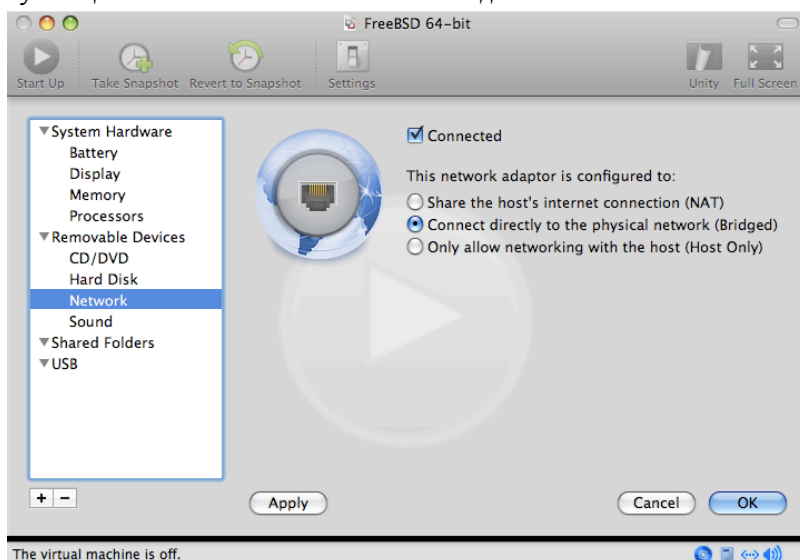 FreeBSD 64-bit
Start Up Take Snapshot Revert to Snapshot Settings Unity Full Screen
System Hardware
Battery
Display
Memory
Processors
Removable Devices
CD/DVD
Hard Disk
Network
Sound
Shared Folders
USB
Connected
This network adaptor is configured to:
Share the host's internet connection (NAT)
Connect directly to the physical network (Bridged)
Only allow networking with the host (Host Only)
+ −
Apply Cancel OK
The virtual machine is off.